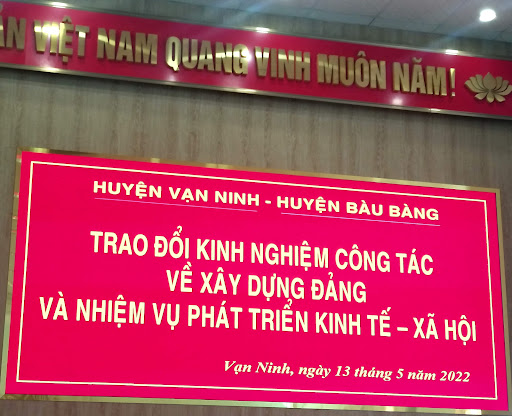 VIỆT NAM QUANG VINH MUÔN NĂM!
HUYỆN VẠN NINH - HUYỆN BÀU BÀNG
TRAO ĐỔI KINH NGHIỆM CÔNG TÁC
VỀ XÂY DỰNG ĐẢNG
VÀ NHIỆM VỤ PHÁT TRIỂN KINH TẾ – XÃ HỘI
Vạn Ninh, ngày 13 tháng 5 năm 2022